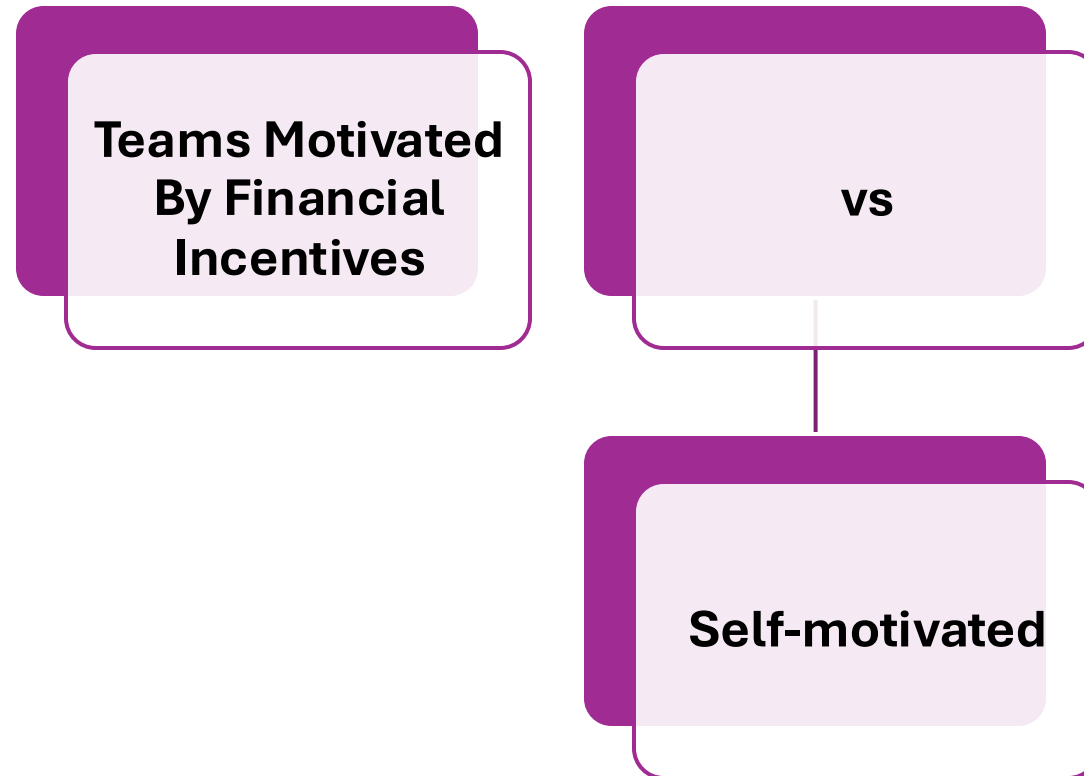 Teams Motivated
By Financial
Incentives
vs
Self-motivated